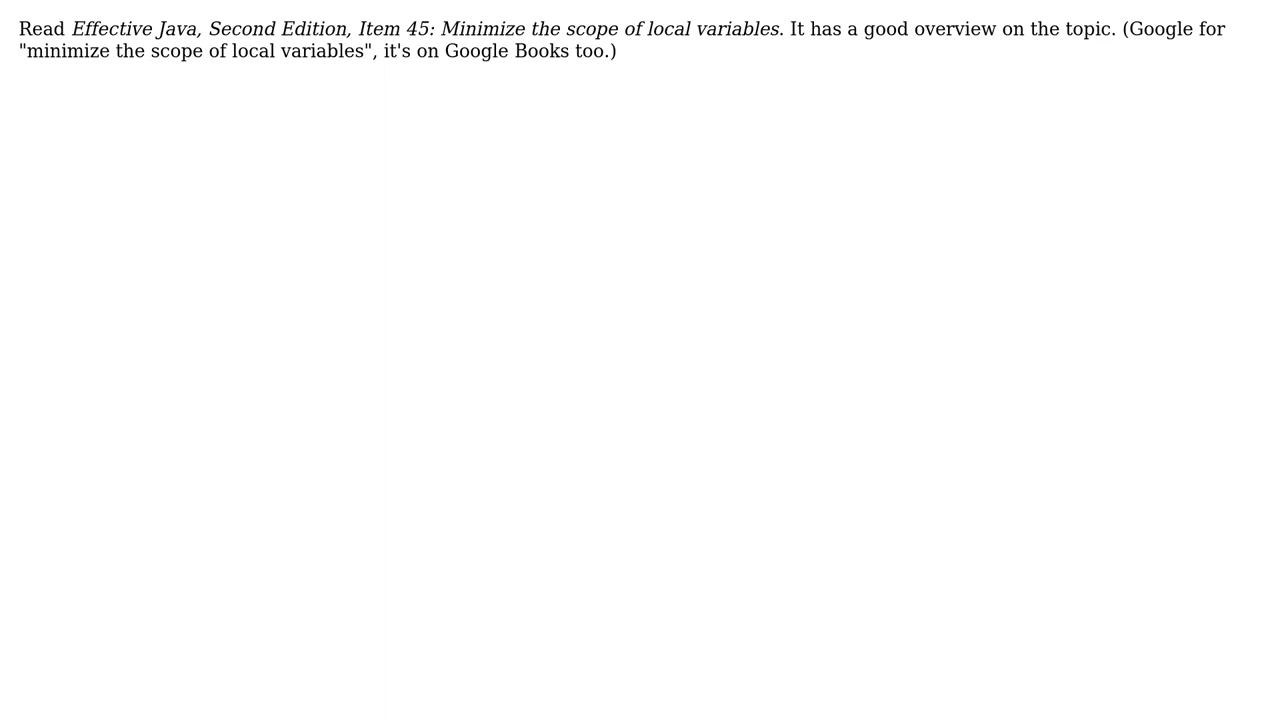 Read Effective Java, Second Edition, Item 45: Minimize the scope of local variables. It has a good overview on the topic. (Google for
"minimize the scope of local variables", it's on Google Books too.)